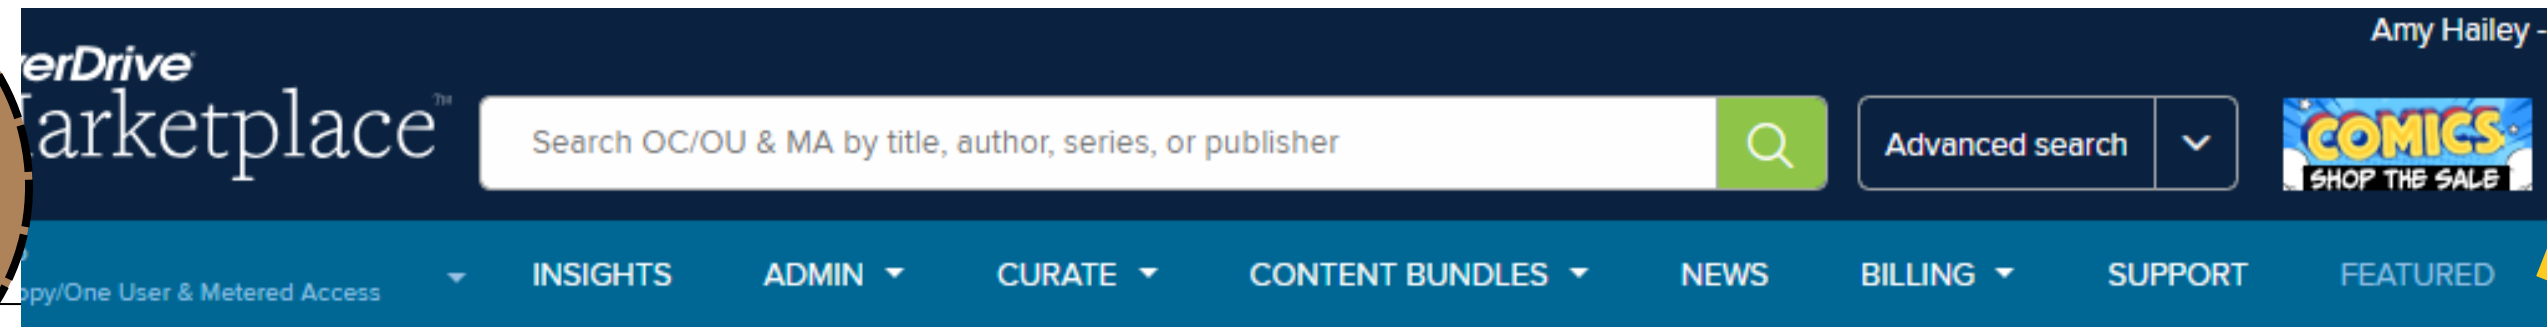 Amy Hailey -
erDrive
arketplace™
Search OC/OU & MA by title, author, series, or publisher
Advanced search
COMICS
SHOP THE SALE
INSIGHTS ADMIN CURATE CONTENT BUNDLES NEWS BILLING SUPPORT FEATURED
opy/One User & Metered Access